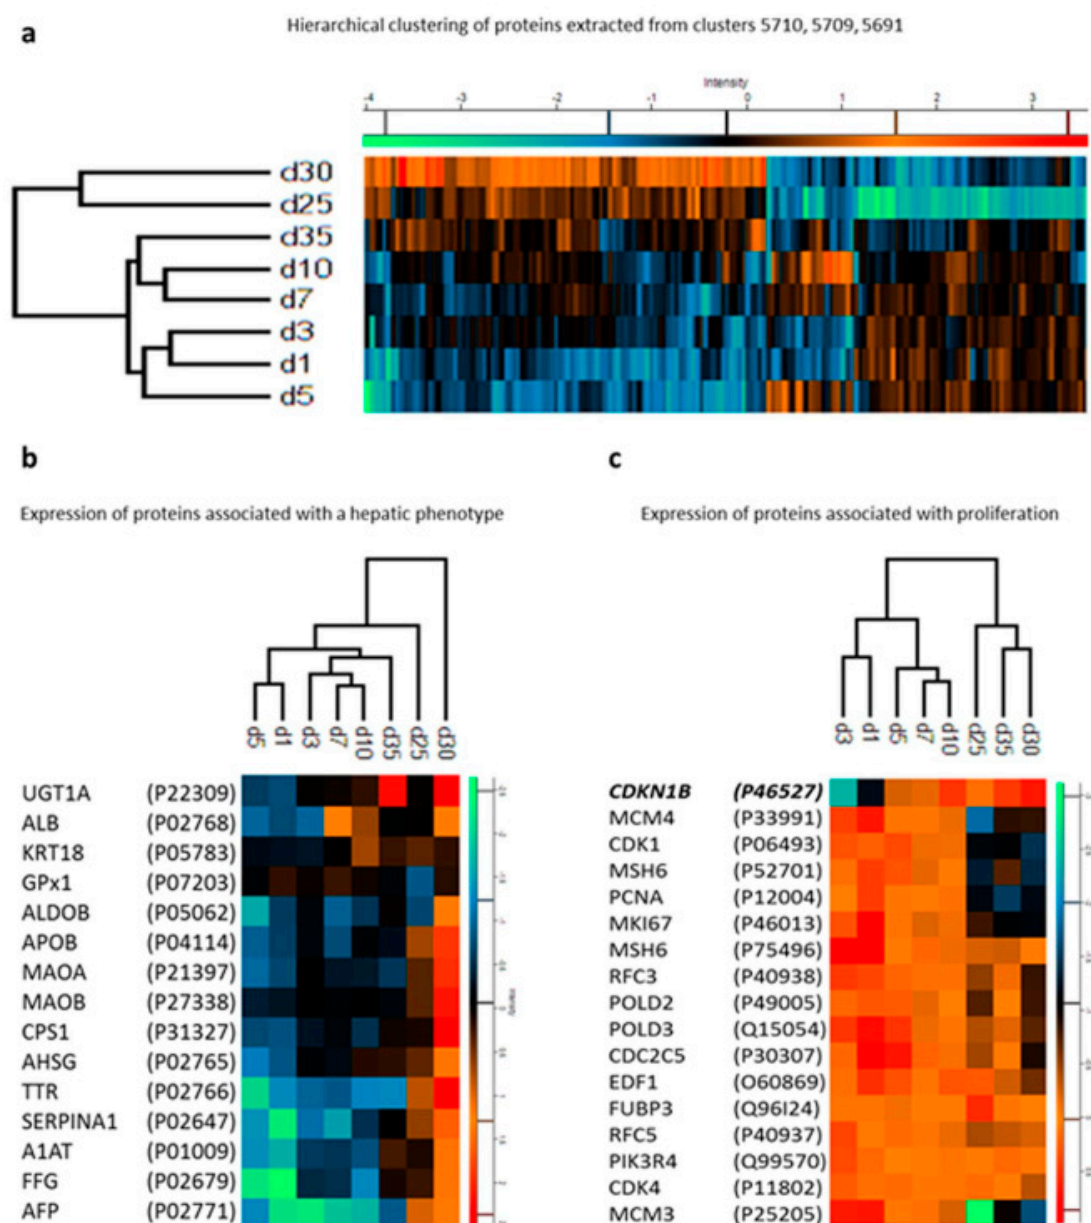 a
Hierarchical clustering of proteins extracted from clusters 5710, 5709, 5691
Intensity
-4 -3 -2 -1 0 1 2 3
d30
d25
d35
d10
d7
d3
d1
d5
b
Expression of proteins associated with a hepatic phenotype
d5 d1 d3 d7 d10 d35 d25 d30
UGT1A (P22309)
ALB (P02768)
KRT18 (P05783)
GPx1 (P07203)
ALDOB (P05062)
APOB (P04114)
MAOA (P21397)
MAOB (P27338)
CPS1 (P31327)
AHSG (P02765)
TTR (P02766)
SERPINA1 (P02647)
A1AT (P01009)
FFG (P02679)
AFP (P02771)
c
Expression of proteins associated with proliferation
d3 d1 d5 d7 d10 d25 d35 d30
CDKN1B (P46527)
MCM4 (P33991)
CDK1 (P06493)
MSH6 (P52701)
PCNA (P12004)
MKI67 (P46013)
MSH6 (P75496)
RFC3 (P40938)
POLD2 (P49005)
POLD3 (Q15054)
CDC2C5 (P30307)
EDF1 (O60869)
FUBP3 (Q96I24)
RFC5 (P40937)
PIK3R4 (Q99570)
CDK4 (P11802)
MCM3 (P25205)